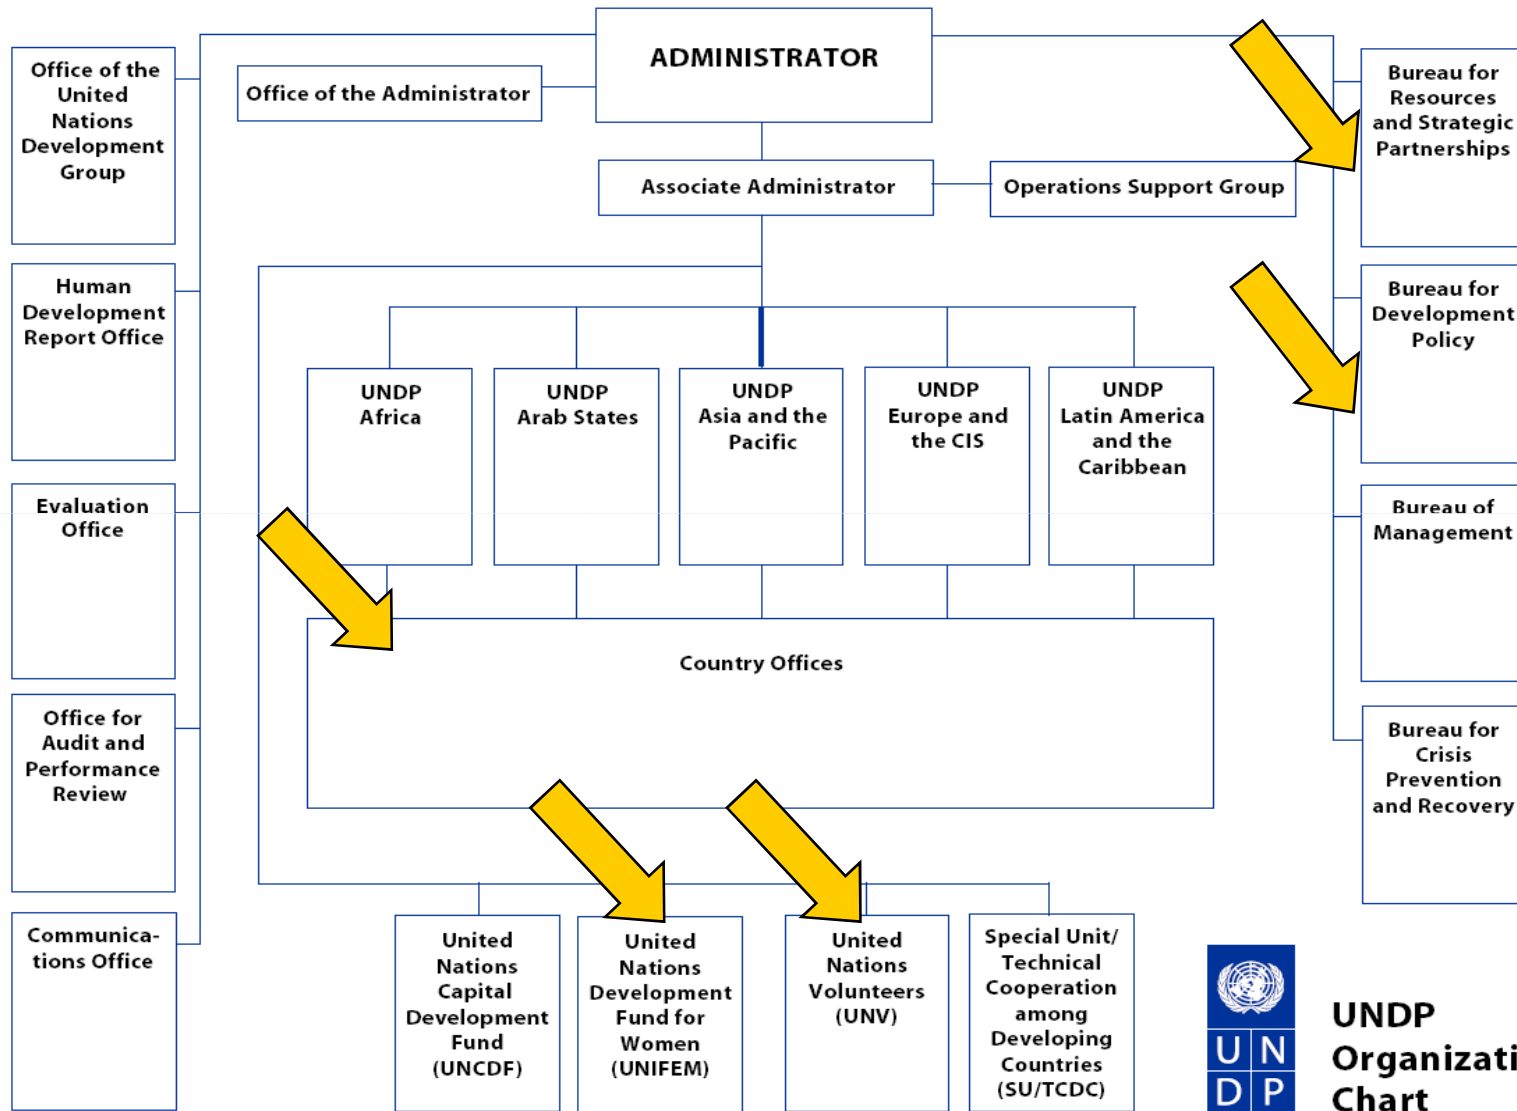 ADMINISTRATOR
Office of the Administrator
Associate Administrator
Operations Support Group
Office of the
United
Nations
Development
Group
Human
Development
Report Office
Evaluation
Office
Office for
Audit and
Performance
Review
Communica-
tions Office
Bureau for
Resources
and Strategic
Partnerships
Bureau for
Development
Policy
Bureau of
Management
Bureau for
Crisis
Prevention
and Recovery
UNDP
Africa
UNDP
Arab States
UNDP
Asia and the
Pacific
UNDP
Europe and
the CIS
UNDP
Latin America
and the
Caribbean
Country Offices
United
Nations
Capital
Development
Fund
(UNCDF)
United
Nations
Development
Fund for
Women
(UNIFEM)
United
Nations
Volunteers
(UNV)
Special Unit/
Technical
Cooperation
among
Developing
Countries
(SU/TCDC)
U N
D P
UNDP
Organizati
Chart